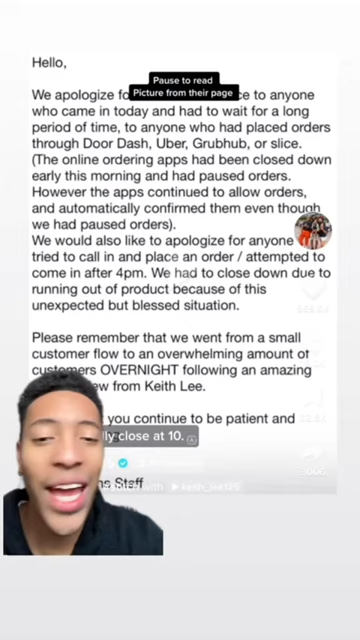 Hello,
Pause to read
Picture from their page
We apologize fo ce to anyone
who came in today and had to wait for a long
period of time, to anyone who had placed orders
through Door Dash, Uber, Grubhub, or slice.
(The online ordering apps had been closed down
early this morning and had paused orders.
However the apps continued to allow orders,
and automatically confirmed them even though
we had paused orders).
We would also like to apologize for anyone
tried to call in and place an order / attempted to
come in after 4pm. We had to close down due to
running out of product because of this
unexpected but blessed situation.
Please remember that we went from a small
customer flow to an overwhelming amount of
customers OVERNIGHT following an amazing
ew from Keith Lee.
you continue to be patient and
lly close at 10.
ns Staff
with